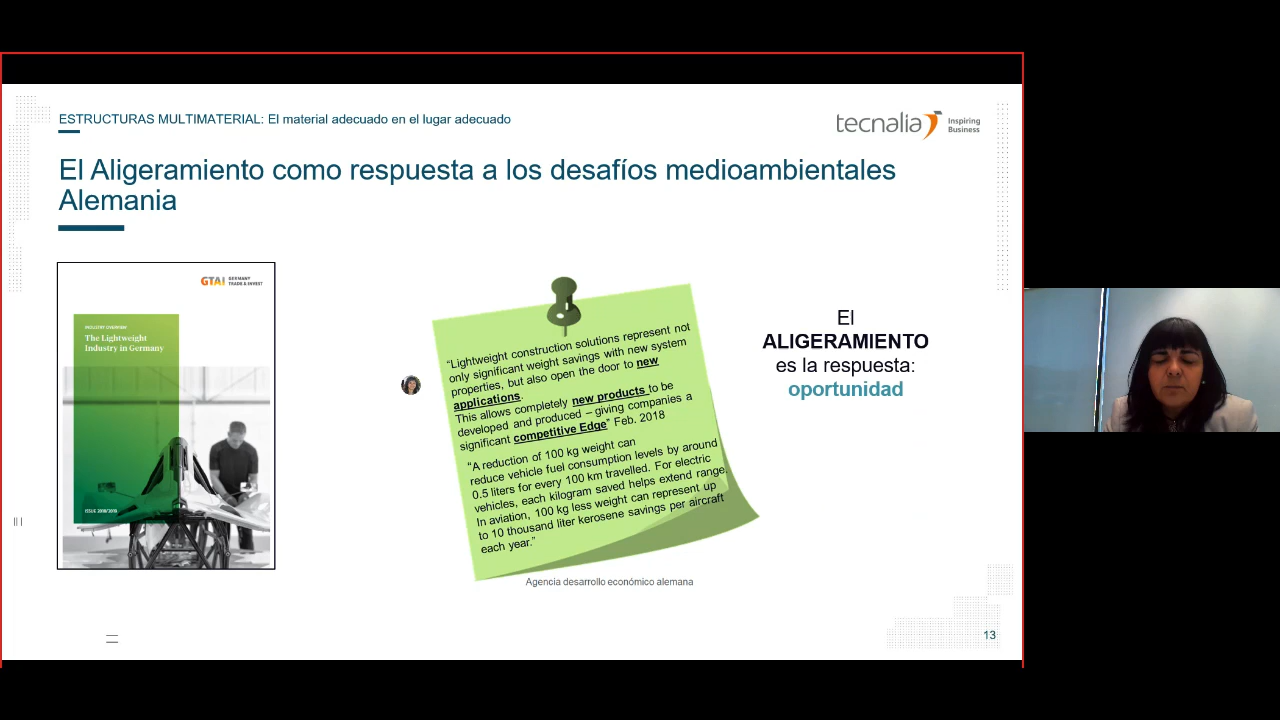 ESTRUCTURAS MULTIMATERIAL: El material adecuado en el lugar adecuado
tecnalia Inspiring
Business
El Aligeramiento como respuesta a los desafíos medioambientales
Alemania
GTAI GERMANY
TRADE & INVEST
INDUSTRY OVERVIEW
The Lightweight
Industry in Germany
ISSUE 2018/2019
“Lightweight construction solutions represent not
only significant weight savings with new system
properties, but also open the door to new
applications.
This allows completely new products to be
developed and produced – giving companies a
significant competitive Edge” Feb. 2018
“A reduction of 100 kg weight can
reduce vehicle fuel consumption levels by around
0.5 liters for every 100 km travelled. For electric
vehicles, each kilogram saved helps extend range.
In aviation, 100 kg less weight can represent up
to 10 thousand liter kerosene savings per aircraft
each year.”
Agencia desarrollo económico alemana
El
ALIGERAMIENTO
es la respuesta:
oportunidad
13